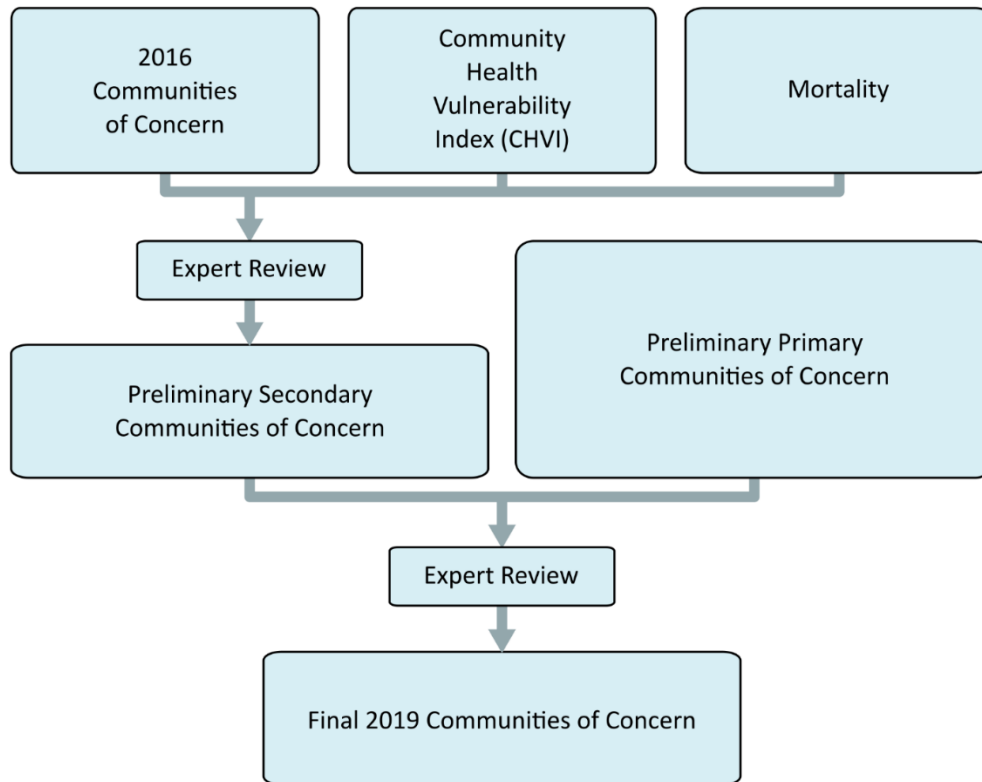 2016
Communities
of Concern
Community
Health
Vulnerability
Index (CHVI)
Mortality
Expert Review
Preliminary Primary
Communities of Concern
Preliminary Secondary
Communities of Concern
Expert Review
Final 2019 Communities of Concern